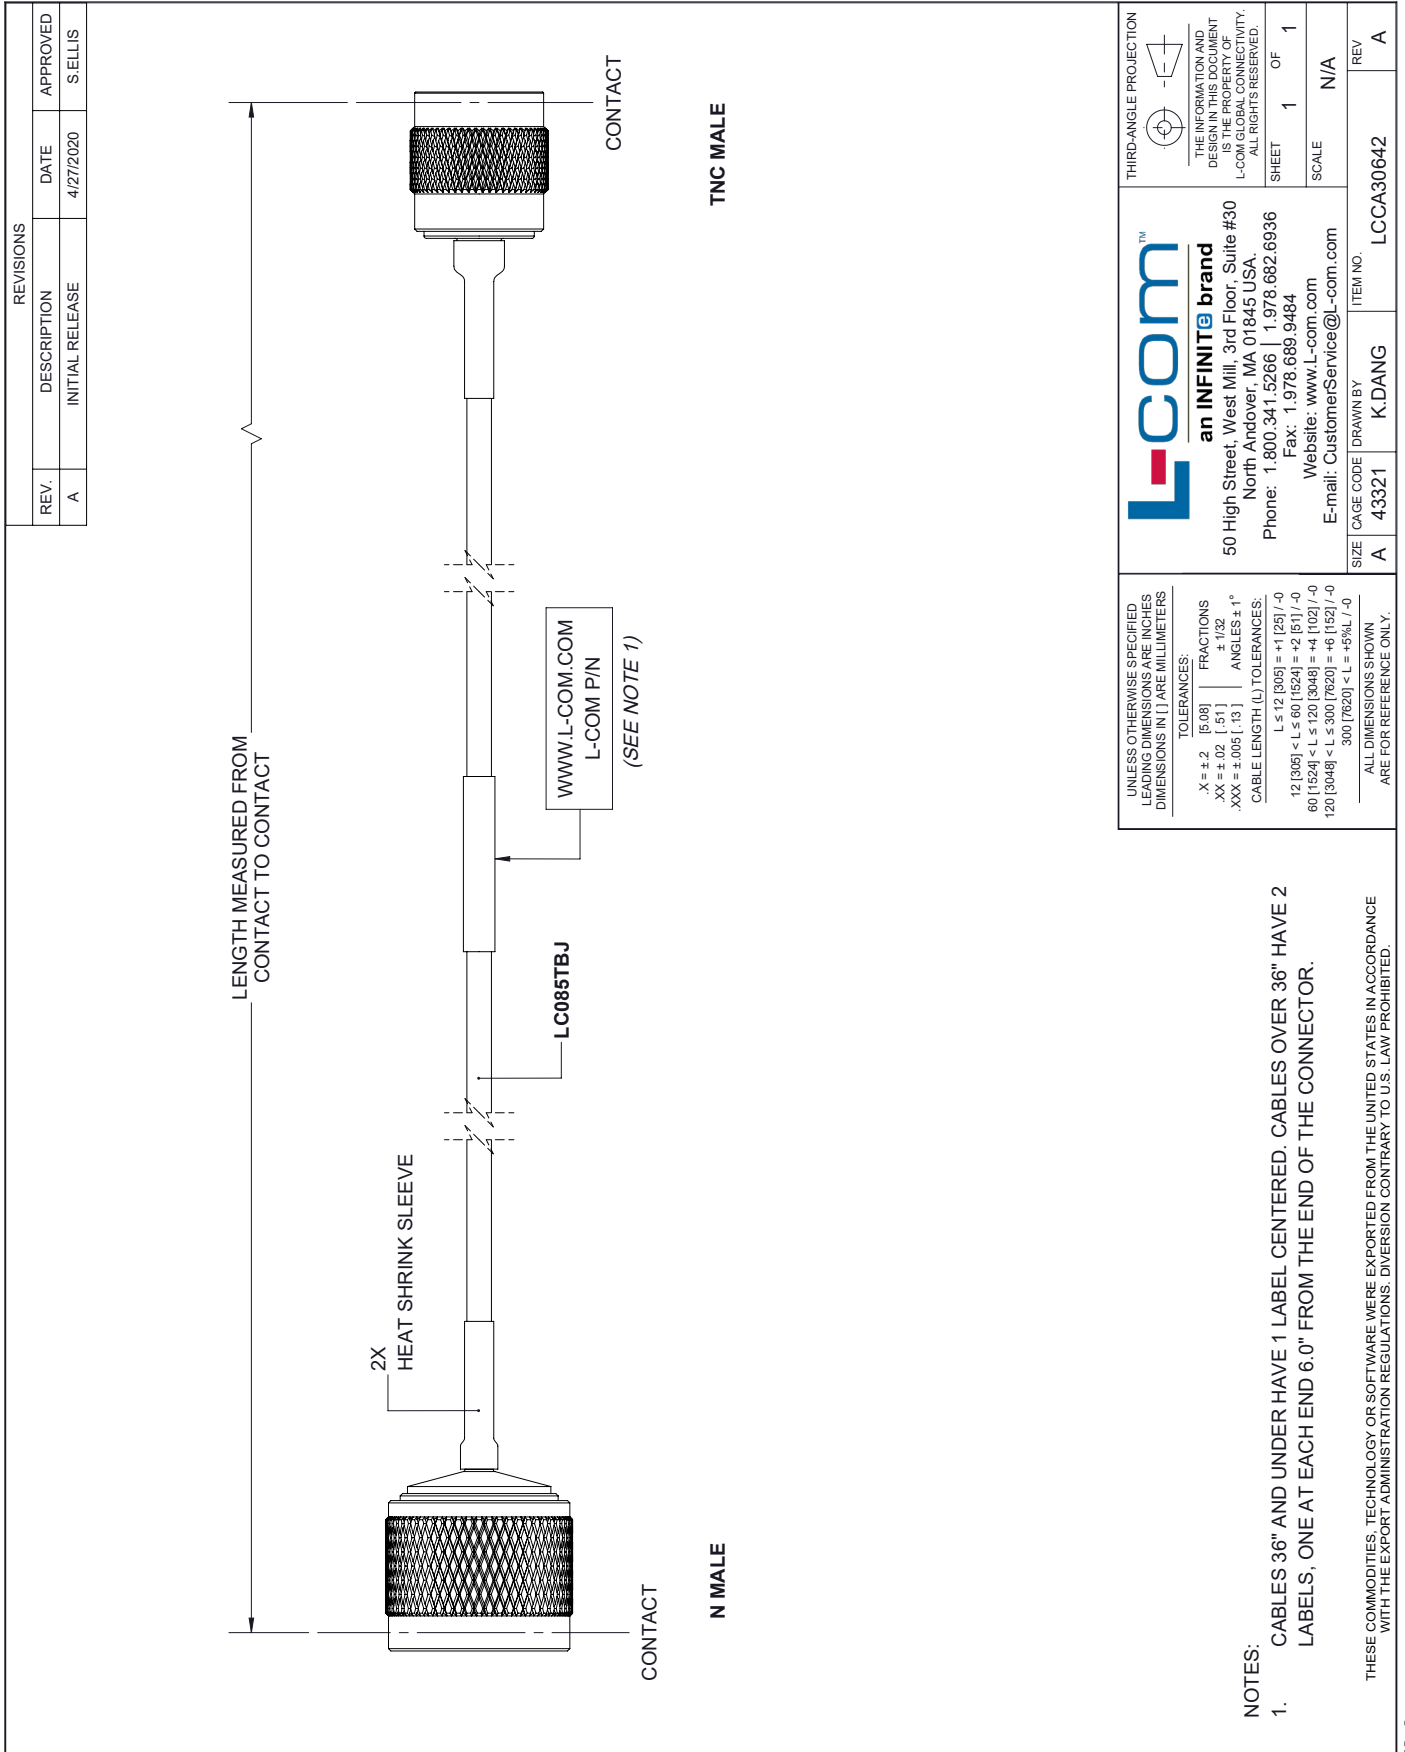 REVISIONS
REV. DESCRIPTION DATE APPROVED
A INITIAL RELEASE 4/27/2020 S.ELLIS
LENGTH MEASURED FROM
CONTACT TO CONTACT
2X
HEAT SHRINK SLEEVE
LC085TBJ
WWW.L-COM.COM
L-COM P/N
(SEE NOTE 1)
CONTACT
CONTACT
N MALE
TNC MALE
NOTES:
1. CABLES 36" AND UNDER HAVE 1 LABEL CENTERED. CABLES OVER 36" HAVE 2
LABELS, ONE AT EACH END 6.0" FROM THE END OF THE CONNECTOR.
THESE COMMODITIES, TECHNOLOGY OR SOFTWARE WERE EXPORTED FROM THE UNITED STATES IN ACCORDANCE
WITH THE EXPORT ADMINISTRATION REGULATIONS. DIVERSION CONTRARY TO U.S. LAW PROHIBITED.
UNLESS OTHERWISE SPECIFIED
LEADING DIMENSIONS ARE INCHES
DIMENSIONS IN [ ] ARE MILLIMETERS
TOLERANCES:
.X = ± .2 [5.08] FRACTIONS
.XX = ± .02 [ .51 ] ± 1/32
.XXX = ± .005 [ .13 ] ANGLES ± 1°
CABLE LENGTH (L) TOLERANCES:
L ≤ 12 [305] = +1 [25] / -0
12 [305] < L ≤ 60 [1524] = +2 [51] / -0
60 [1524] < L ≤ 120 [3048] = +4 [102] / -0
120 [3048] < L ≤ 300 [7620] = +6 [152] / -0
300 [7620] < L = +5%L / -0
ALL DIMENSIONS SHOWN
ARE FOR REFERENCE ONLY.
L-com™
an INFINITe brand
50 High Street, West Mill, 3rd Floor, Suite #30
North Andover, MA 01845 USA.
Phone: 1.800.341.5266 | 1.978.682.6936
Fax: 1.978.689.9484
Website: www.L-com.com
E-mail: CustomerService@L-com.com
THIRD-ANGLE PROJECTION
THE INFORMATION AND
DESIGN IN THIS DOCUMENT
IS THE PROPERTY OF
L-COM GLOBAL CONNECTIVITY.
ALL RIGHTS RESERVED.
SHEET 1 OF 1
SCALE N/A
SIZE A
CAGE CODE 43321
DRAWN BY K.DANG
ITEM NO. LCCA30642
REV A